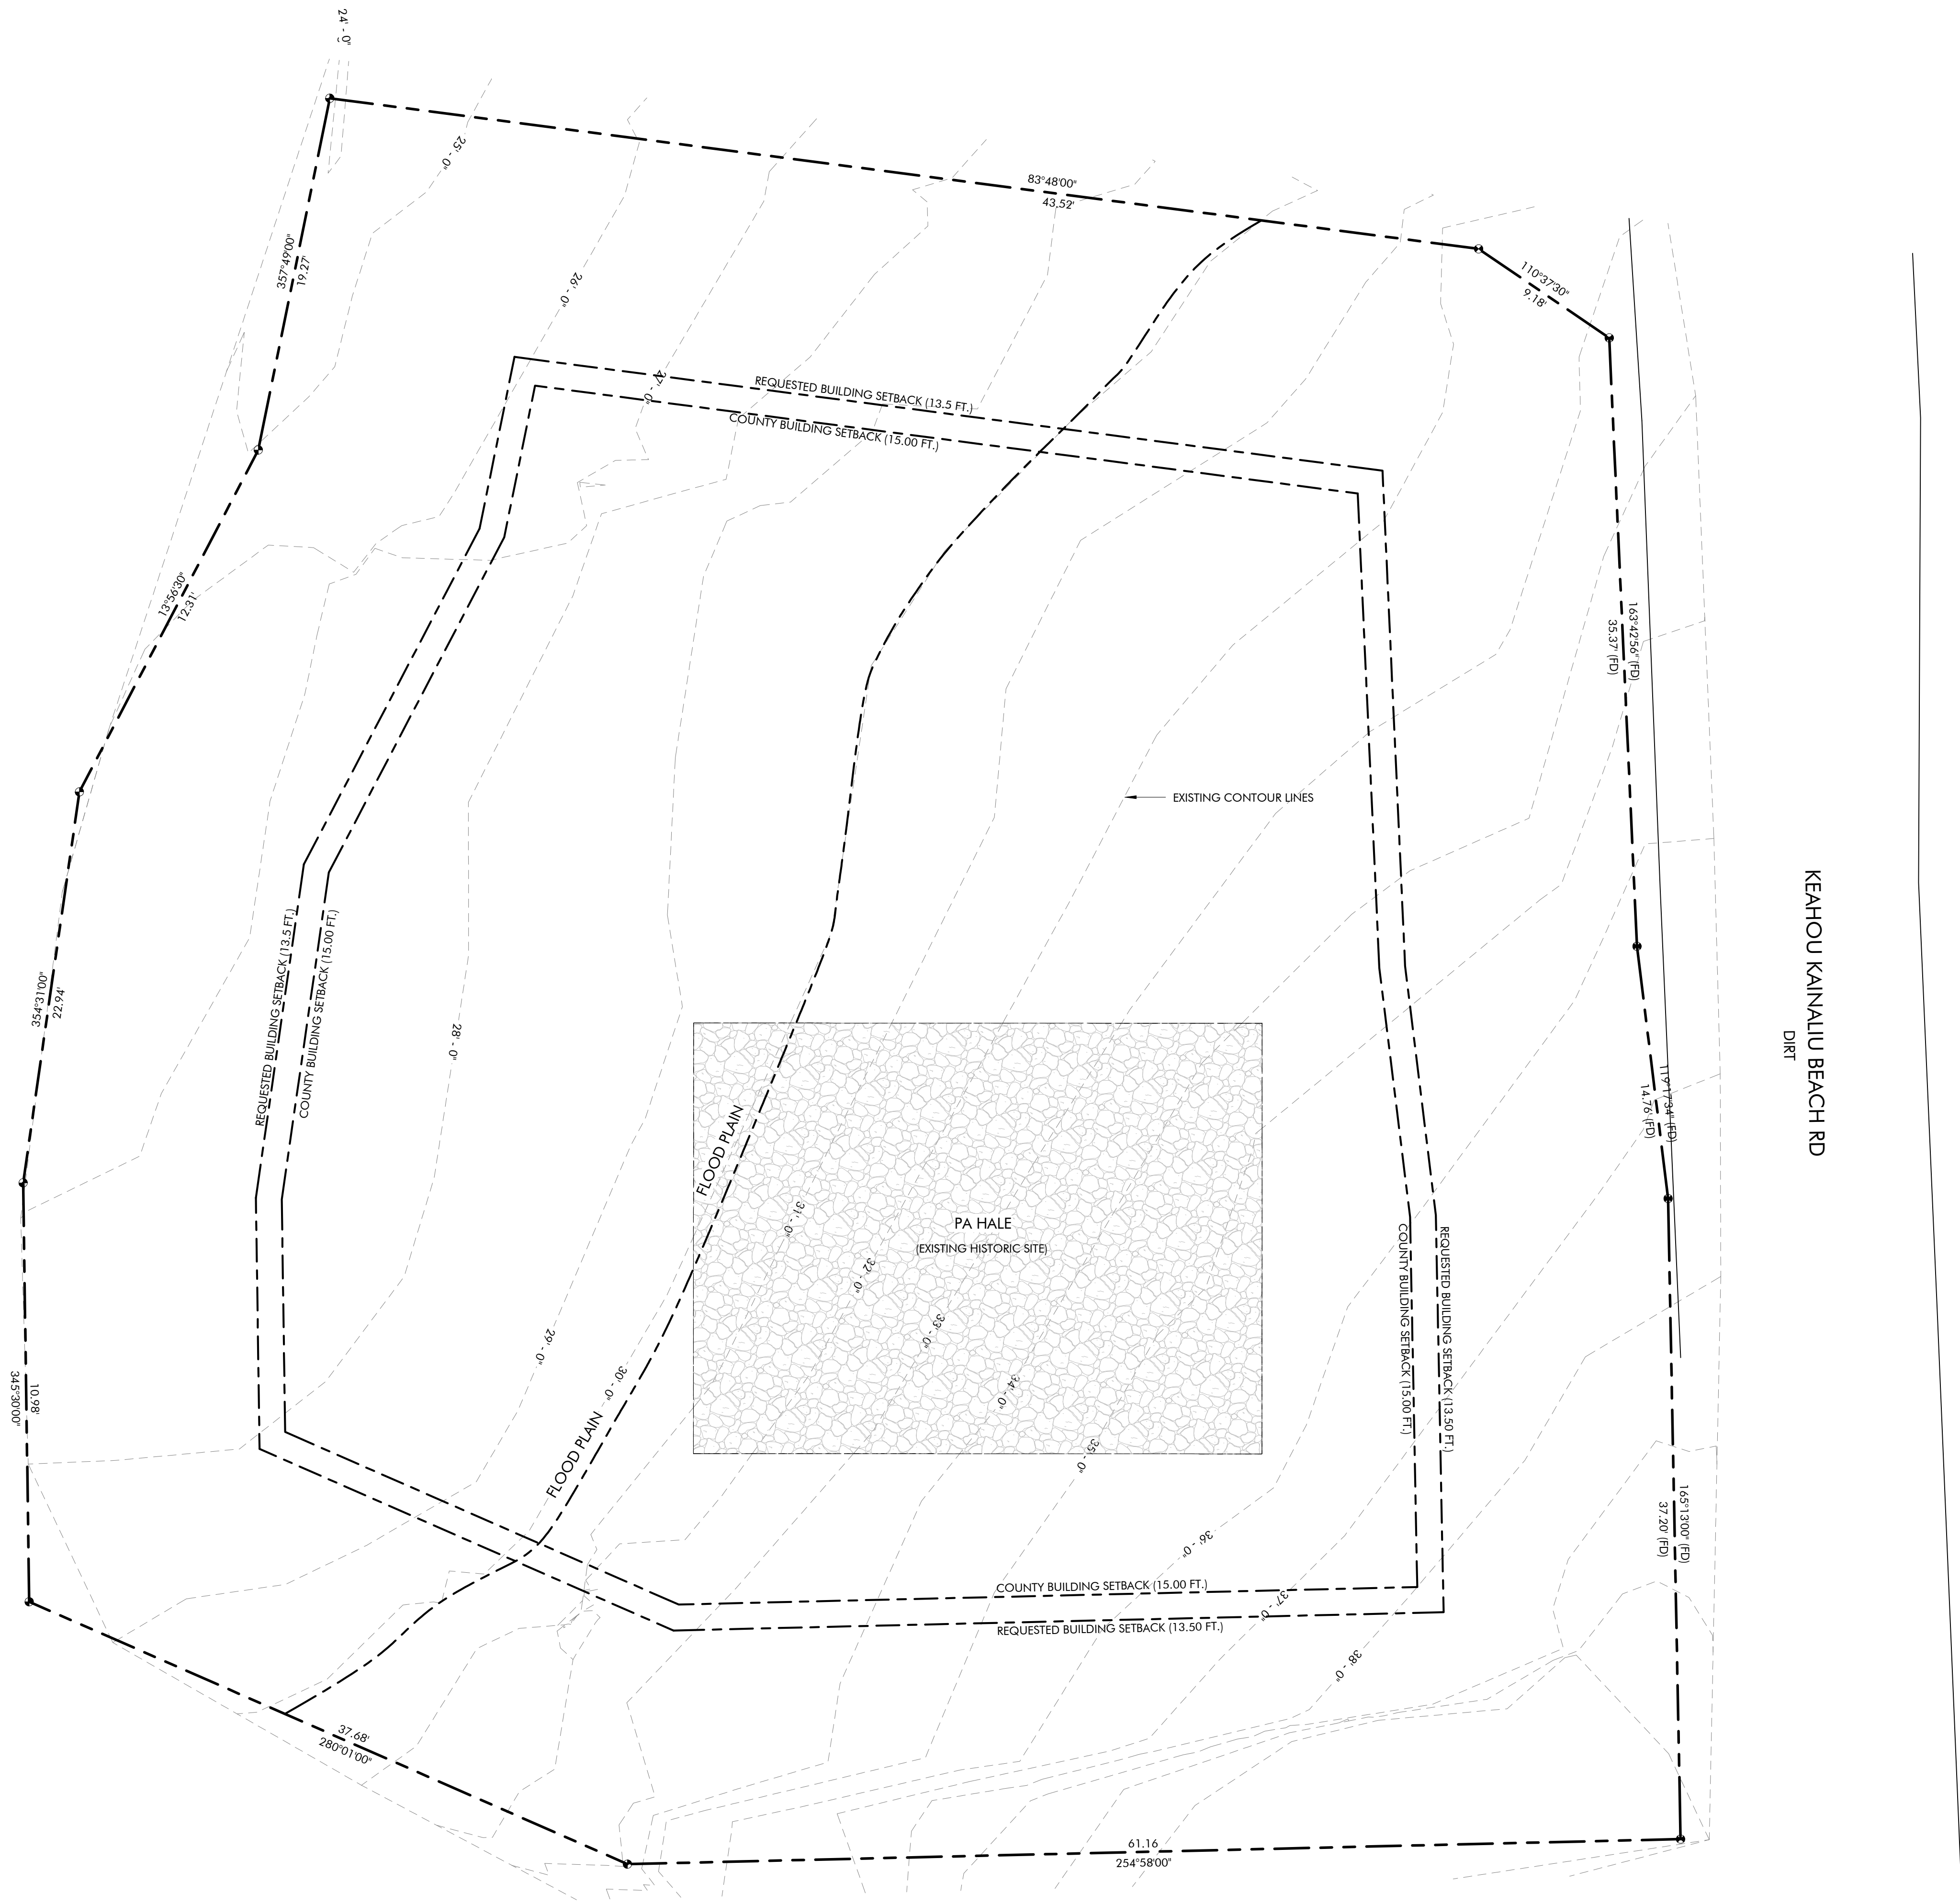 24' - 0"
25' - 0"
83°48'00"
43.52'
110°37'30"
9.18'
357°49'00"
19.27'
26' - 0"
27' - 0"
REQUESTED BUILDING SETBACK (13.5 FT.)
COUNTY BUILDING SETBACK (15.00 FT.)
13°56'30"
12.31'
163°42'56" (FD)
35.37' (FD)
EXISTING CONTOUR LINES
KEAHOU KAINALIU BEACH RD
DIRT
354°31'00"
22.94'
REQUESTED BUILDING SETBACK (13.5 FT.)
COUNTY BUILDING SETBACK (15.00 FT.)
28' - 0"
119°17'34" (FD)
14.76' (FD)
FLOOD PLAIN
31' - 0"
PA HALE
(EXISTING HISTORIC SITE)
32' - 0"
33' - 0"
34' - 0"
29' - 0"
30' - 0"
COUNTY BUILDING SETBACK (15.00 FT.)
REQUESTED BUILDING SETBACK (13.50 FT.)
10.98'
345°30'00"
FLOOD PLAIN
35' - 0"
36' - 0"
165°13'00" (FD)
37.20' (FD)
COUNTY BUILDING SETBACK (15.00 FT.)
37' - 0"
REQUESTED BUILDING SETBACK (13.50 FT.)
38' - 0"
37.68'
280°01'00"
61.16
254°58'00"